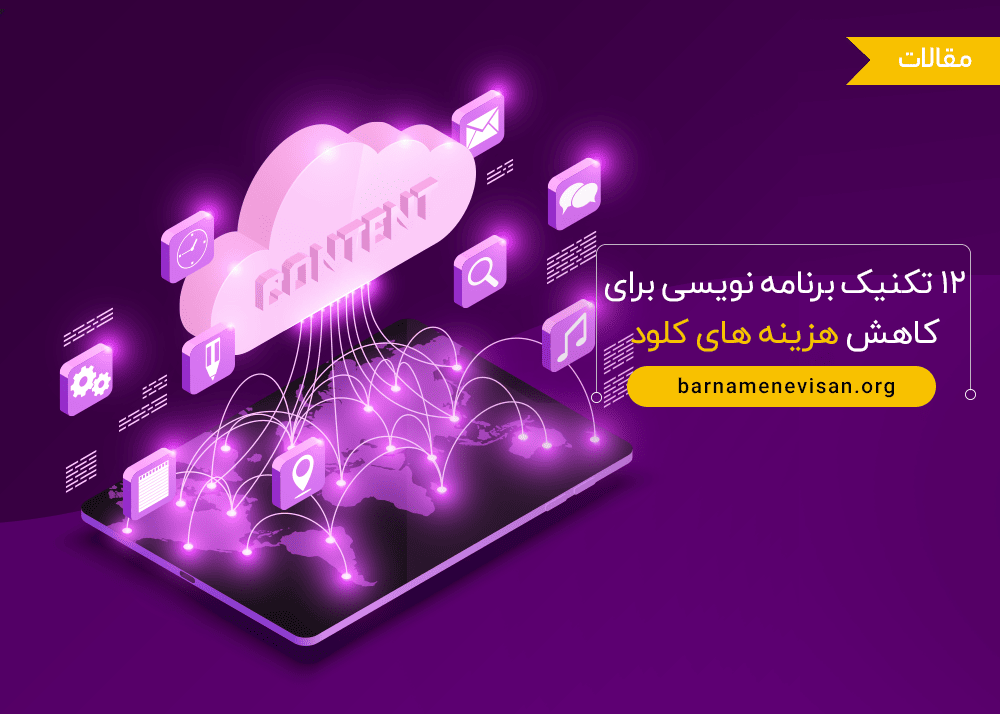 مقالات
CONTENT
۱۲ تکنیک برنامه نویسی برای
کاهش هزینه های کلود
barnamenevisan.org